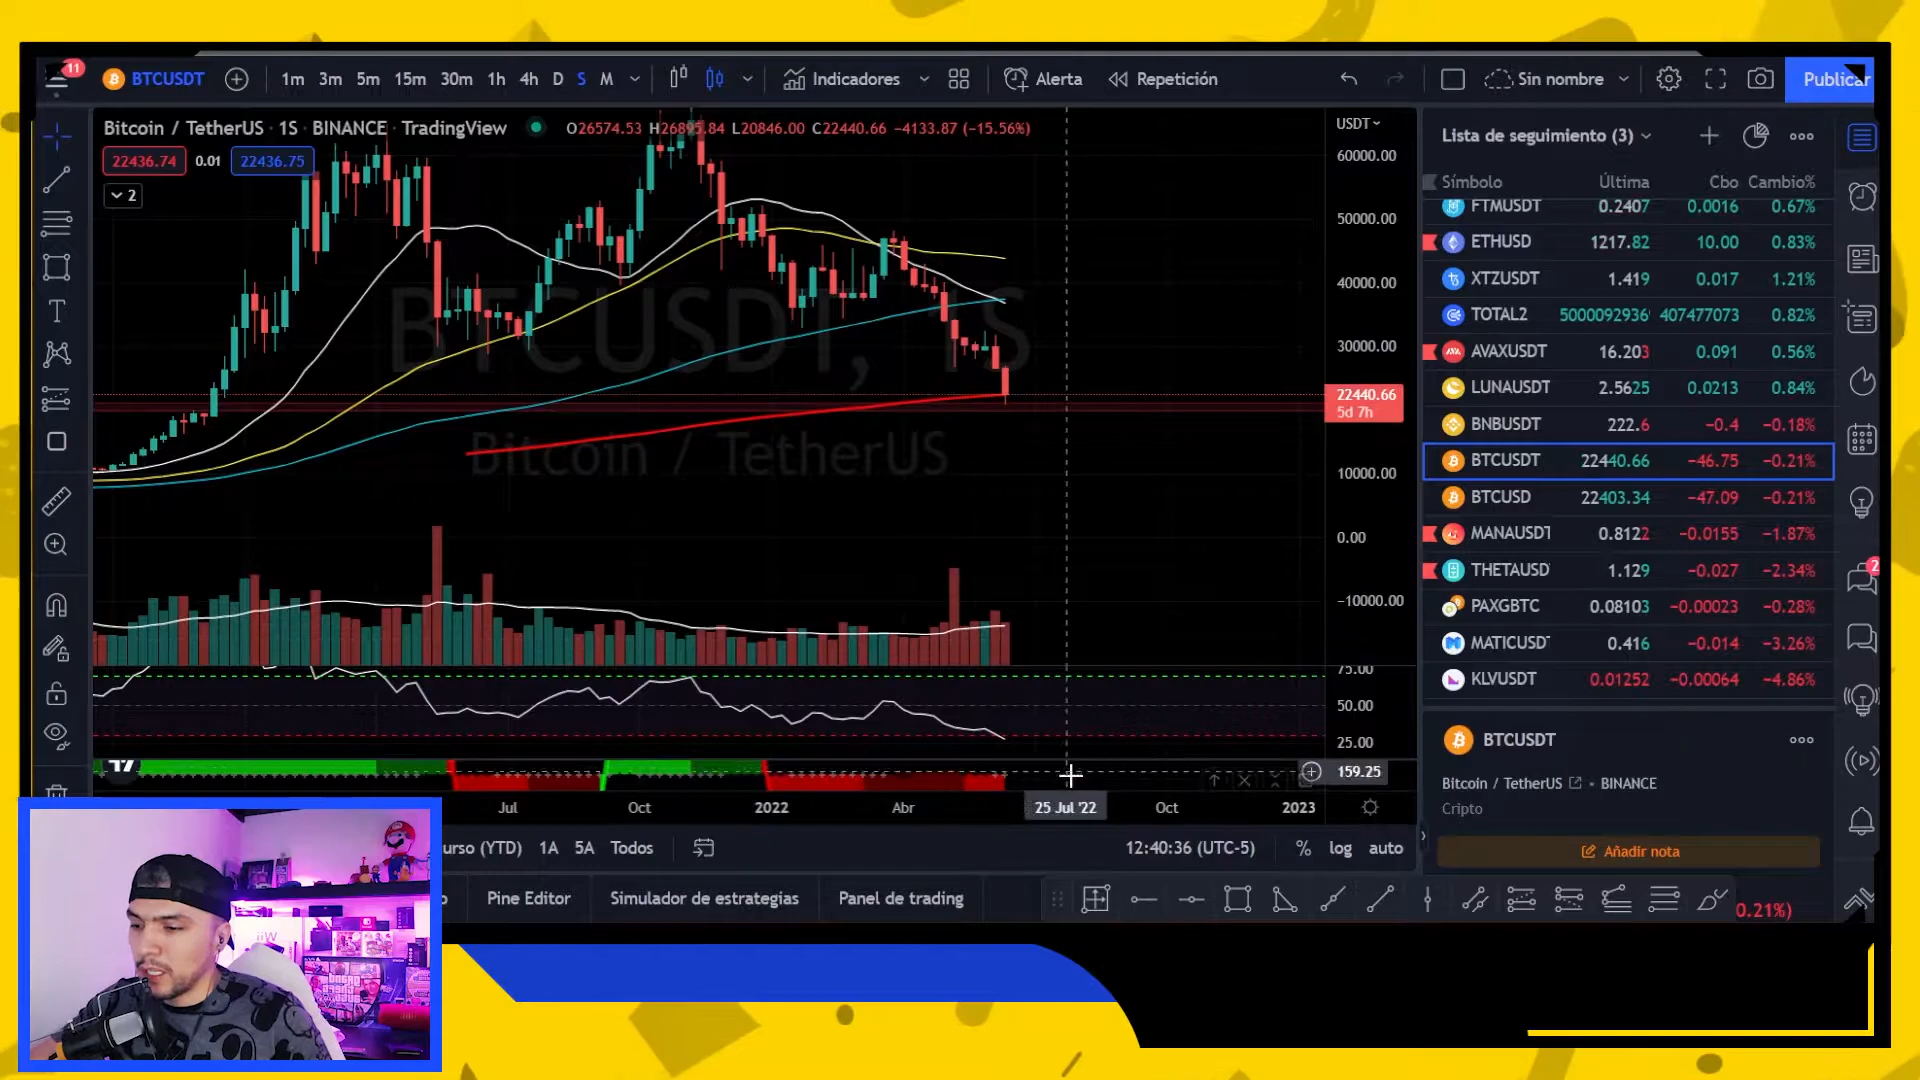 11
BTCUSDT
1m 3m 5m 15m 30m 1h 4h D S M
Indicadores
Alerta
Repetición
Sin nombre
Publicar
Bitcoin / TetherUS · 1S · BINANCE · TradingView
O26574.53 H26895.84 L20846.00 C22440.66 −4133.87 (−15.56%)
22436.74 0.01 22436.75
2
USDT
60000.00
50000.00
40000.00
30000.00
22440.66
5d 7h
10000.00
0.00
−10000.00
75.00
50.00
25.00
159.25
BTCUSDT, 1S
Bitcoin / TetherUS
Jul Oct 2022 Abr 25 Jul '22 Oct 2023
urso (YTD) 1A 5A Todos
12:40:36 (UTC-5) % log auto
o Pine Editor Simulador de estrategias Panel de trading
Lista de seguimiento (3)
Símbolo Última Cbo Cambio%
FTMUSDT 0.2407 0.0016 0.67%
ETHUSD 1217.82 10.00 0.83%
XTZUSDT 1.419 0.017 1.21%
TOTAL2 5000092936 407477073 0.82%
AVAXUSDT 16.203 0.091 0.56%
LUNAUSDT 2.5625 0.0213 0.84%
BNBUSDT 222.6 −0.4 −0.18%
BTCUSDT 22440.66 −46.75 −0.21%
BTCUSD 22403.34 −47.09 −0.21%
MANAUSDT 0.8122 −0.0155 −1.87%
THETAUSD 1.129 −0.027 −2.34%
PAXGBTC 0.08103 −0.00023 −0.28%
MATICUSD 0.416 −0.014 −3.26%
KLVUSDT 0.01252 −0.00064 −4.86%
2
BTCUSDT
Bitcoin / TetherUS · BINANCE
Cripto
Añadir nota
0.21%)